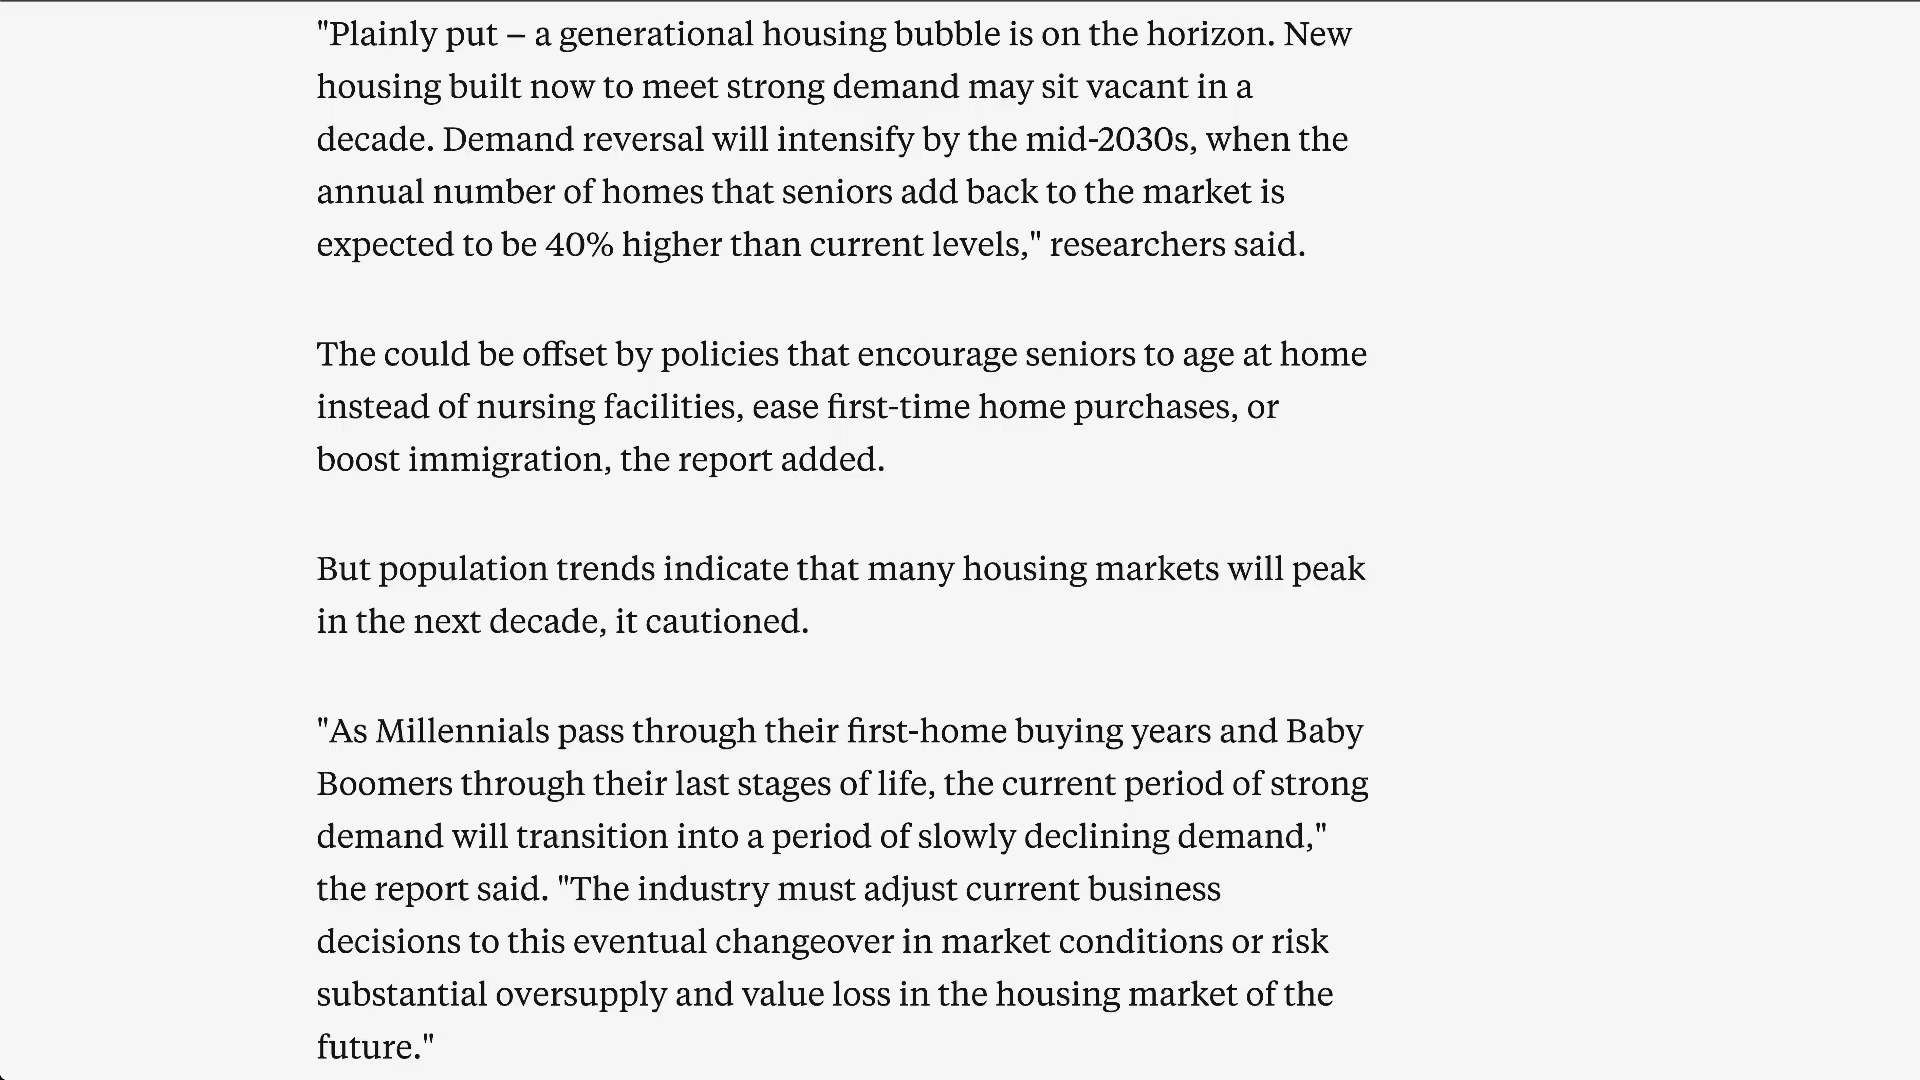 "Plainly put – a generational housing bubble is on the horizon. New
housing built now to meet strong demand may sit vacant in a
decade. Demand reversal will intensify by the mid-2030s, when the
annual number of homes that seniors add back to the market is
expected to be 40% higher than current levels," researchers said.
The could be offset by policies that encourage seniors to age at home
instead of nursing facilities, ease first-time home purchases, or
boost immigration, the report added.
But population trends indicate that many housing markets will peak
in the next decade, it cautioned.
"As Millennials pass through their first-home buying years and Baby
Boomers through their last stages of life, the current period of strong
demand will transition into a period of slowly declining demand,"
the report said. "The industry must adjust current business
decisions to this eventual changeover in market conditions or risk
substantial oversupply and value loss in the housing market of the
future."